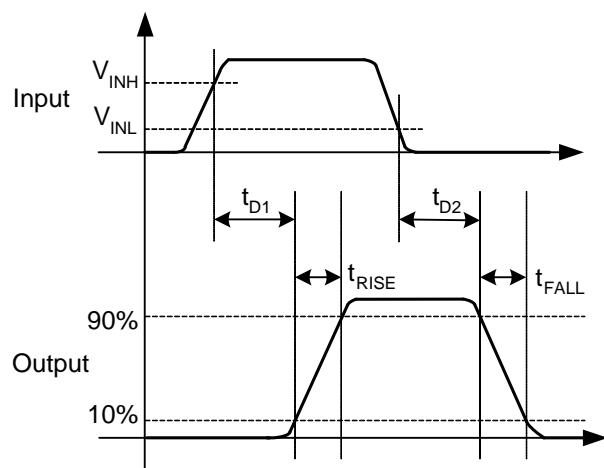 V_INH
Input
V_INL
t_D1
t_D2
t_RISE
t_FALL
90%
Output
10%